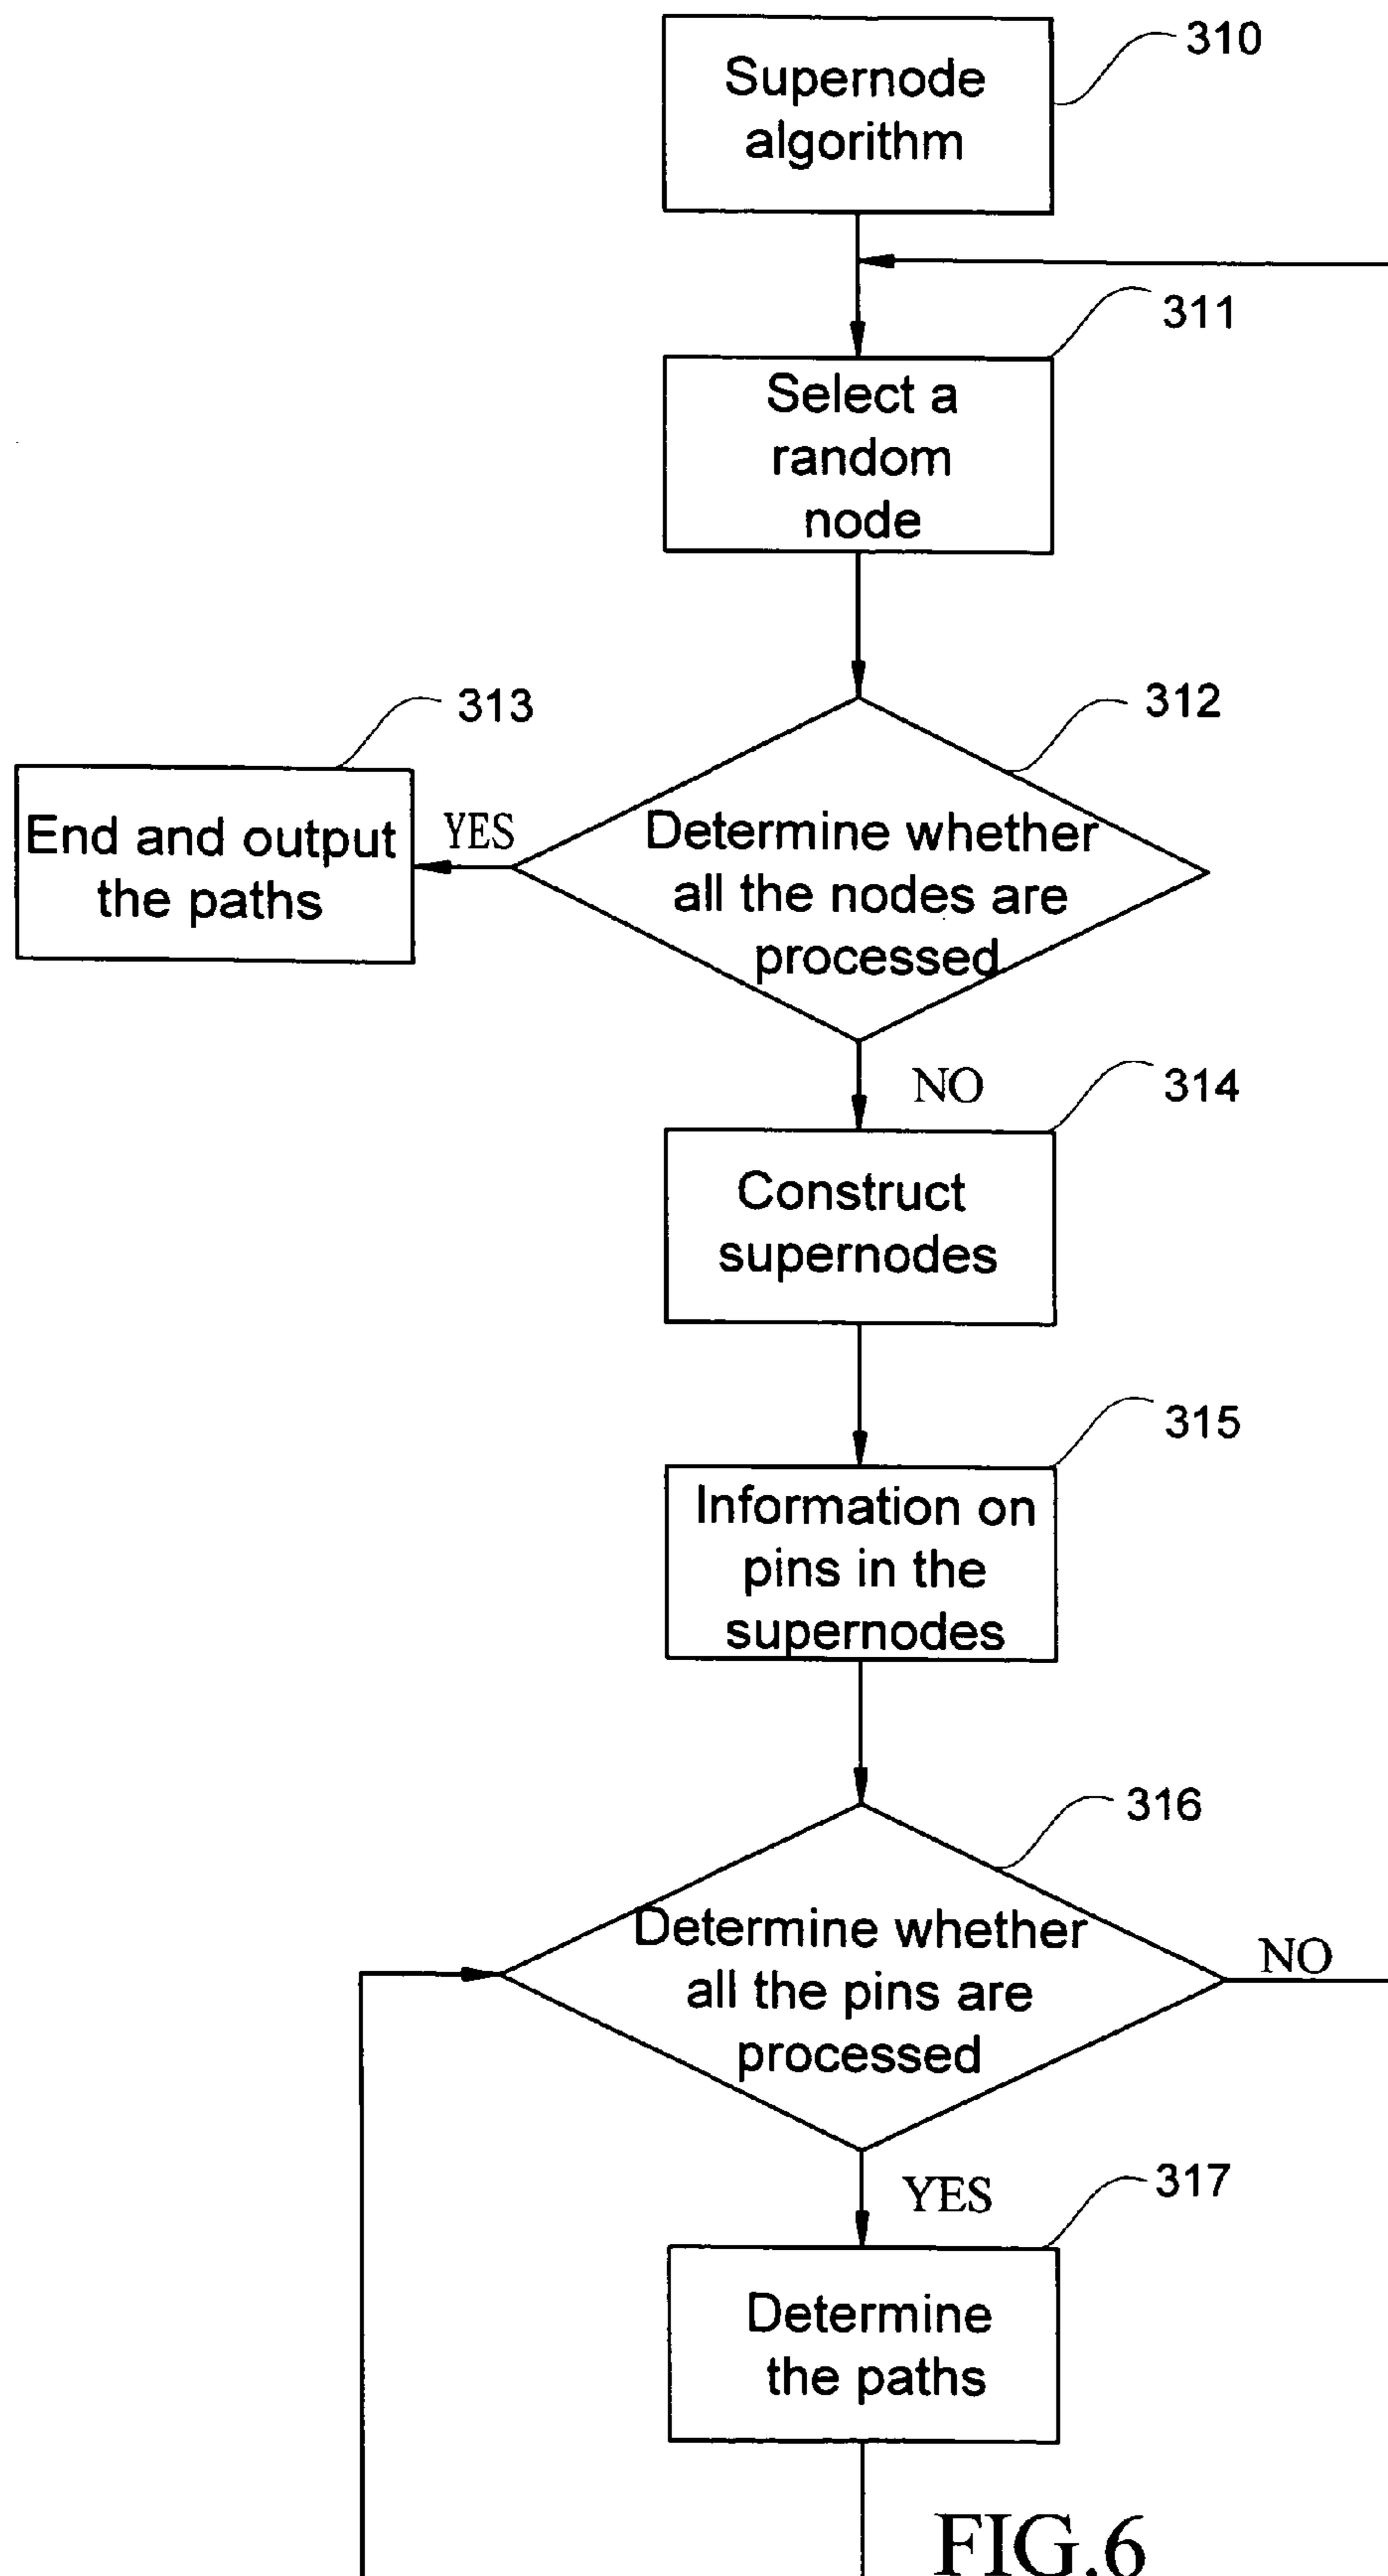 310
Supernode
algorithm
311
Select a
random
node
312
313
YES
End and output
the paths
Determine whether
all the nodes are
processed
NO
314
Construct
supernodes
315
Information on
pins in the
supernodes
316
Determine whether
all the pins are
processed
NO
YES
317
Determine
the paths
FIG.6